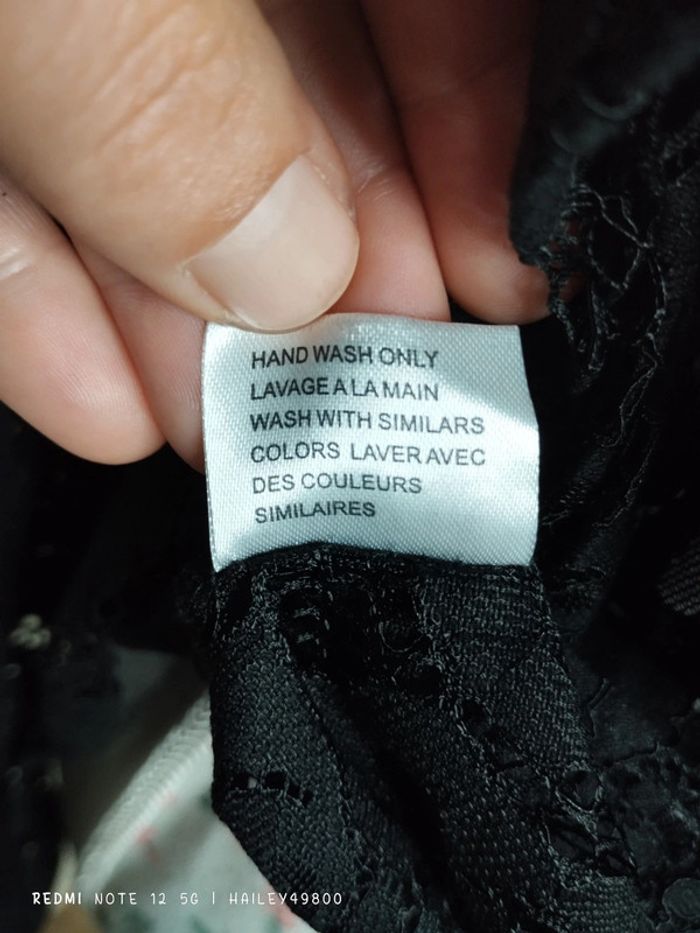 HAND WASH ONLY
LAVAGE A LA MAIN
WASH WITH SIMILARS
COLORS LAVER AVEC
DES COULEURS
SIMILAIRES
REDMI NOTE 12 5G | HAILEY49800